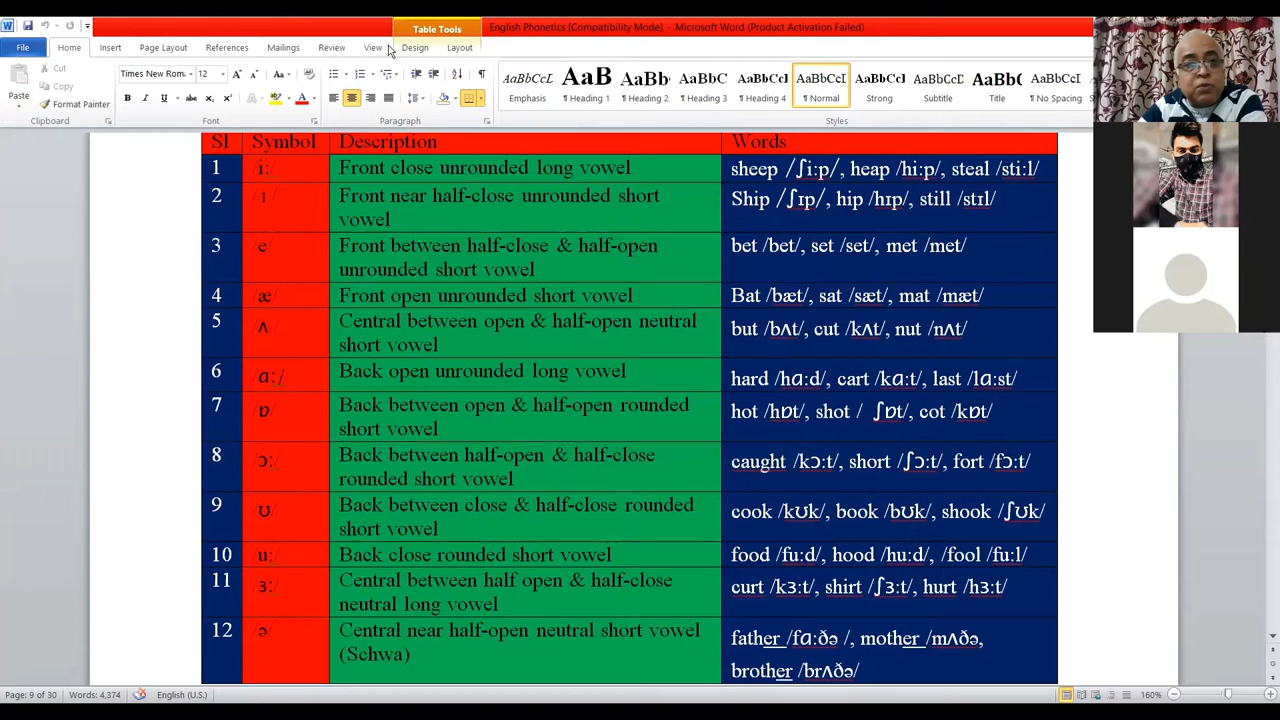 Table Tools
English Phonetics [Compatibility Mode] - Microsoft Word (Product Activation Failed)
File Home Insert Page Layout References Mailings Review View Design Layout
Paste
Cut
Copy
Format Painter
Times New Rom 12
AaBbCcI Emphasis
AaB ¶ Heading 1
AaBbCc ¶ Heading 2
AaBbC ¶ Heading 3
AaBbCcI ¶ Heading 4
AaBbCcI ¶ Normal
AaBbCcl Strong
AaBbCcI Subtitle
AaBbC Title
AaBbCcI ¶ No Spacing
Clipboard Font Paragraph Styles
Sl Symbol Description Words
1 /i:/ Front close unrounded long vowel sheep /ʃi:p/, heap /hi:p/, steal /sti:l/
2 /ɪ/ Front near half-close unrounded short
vowel
Ship /ʃɪp/, hip /hɪp/, still /stɪl/
3 /e/ Front between half-close & half-open
unrounded short vowel
bet /bet/, set /set/, met /met/
4 /æ/ Front open unrounded short vowel Bat /bæt/, sat /sæt/, mat /mæt/
5 /ʌ/ Central between open & half-open neutral
short vowel
but /bʌt/, cut /kʌt/, nut /nʌt/
6 /ɑ:/ Back open unrounded long vowel hard /hɑ:d/, cart /kɑ:t/, last /lɑ:st/
7 /ɒ/ Back between open & half-open rounded
short vowel
hot /hɒt/, shot / ʃɒt/, cot /kɒt/
8 /ɔ:/ Back between half-open & half-close
rounded short vowel
caught /kɔ:t/, short /ʃɔ:t/, fort /fɔ:t/
9 /ʊ/ Back between close & half-close rounded
short vowel
cook /kʊk/, book /bʊk/, shook /ʃʊk/
10 /u:/ Back close rounded short vowel food /fu:d/, hood /hu:d/, /fool /fu:l/
11 /ɜ:/ Central between half open & half-close
neutral long vowel
curt /kɜ:t/, shirt /ʃɜ:t/, hurt /hɜ:t/
12 /ə/ Central near half-open neutral short vowel
(Schwa)
father /fɑ:ðə /, mother /mʌðə,
brother /brʌðə/
Page: 9 of 30 Words: 4,374 English (U.S.) 160%